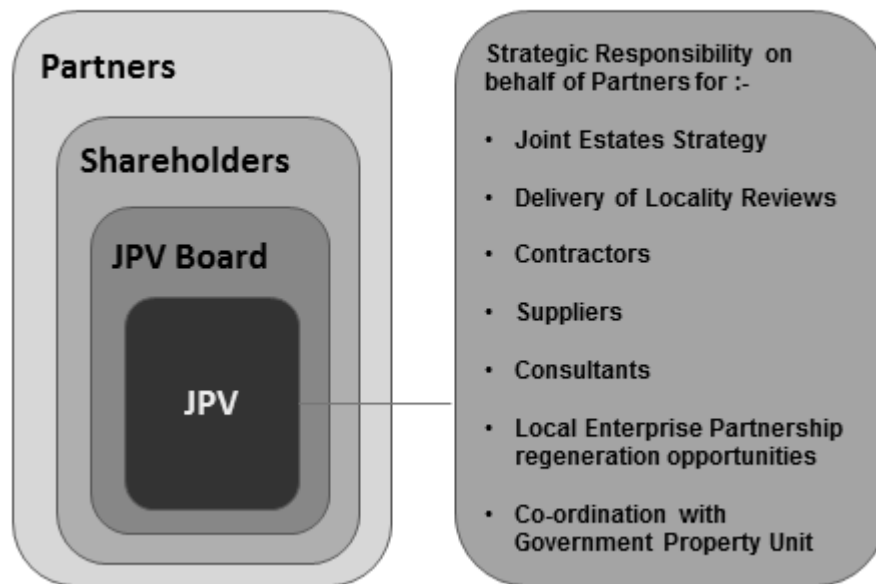 Partners
Shareholders
JPV Board
JPV
Strategic Responsibility on
behalf of Partners for :-
• Joint Estates Strategy
• Delivery of Locality Reviews
• Contractors
• Suppliers
• Consultants
• Local Enterprise Partnership
regeneration opportunities
• Co-ordination with
Government Property Unit